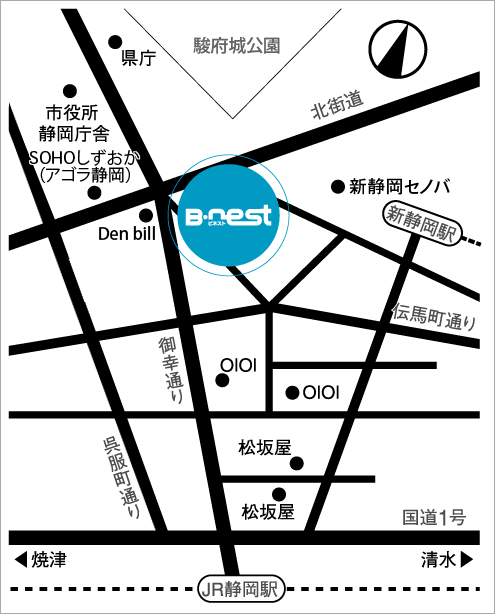 駿府城公園
県庁
北街道
市役所
静岡庁舎
SOHOしずおか
（アゴラ静岡）
新静岡セノバ
B・nest
ビネスト
新静岡駅
Den bill
伝馬町通り
御幸通り
OIOI
OIOI
呉服町通り
松坂屋
松坂屋
国道1号
焼津
清水
JR静岡駅